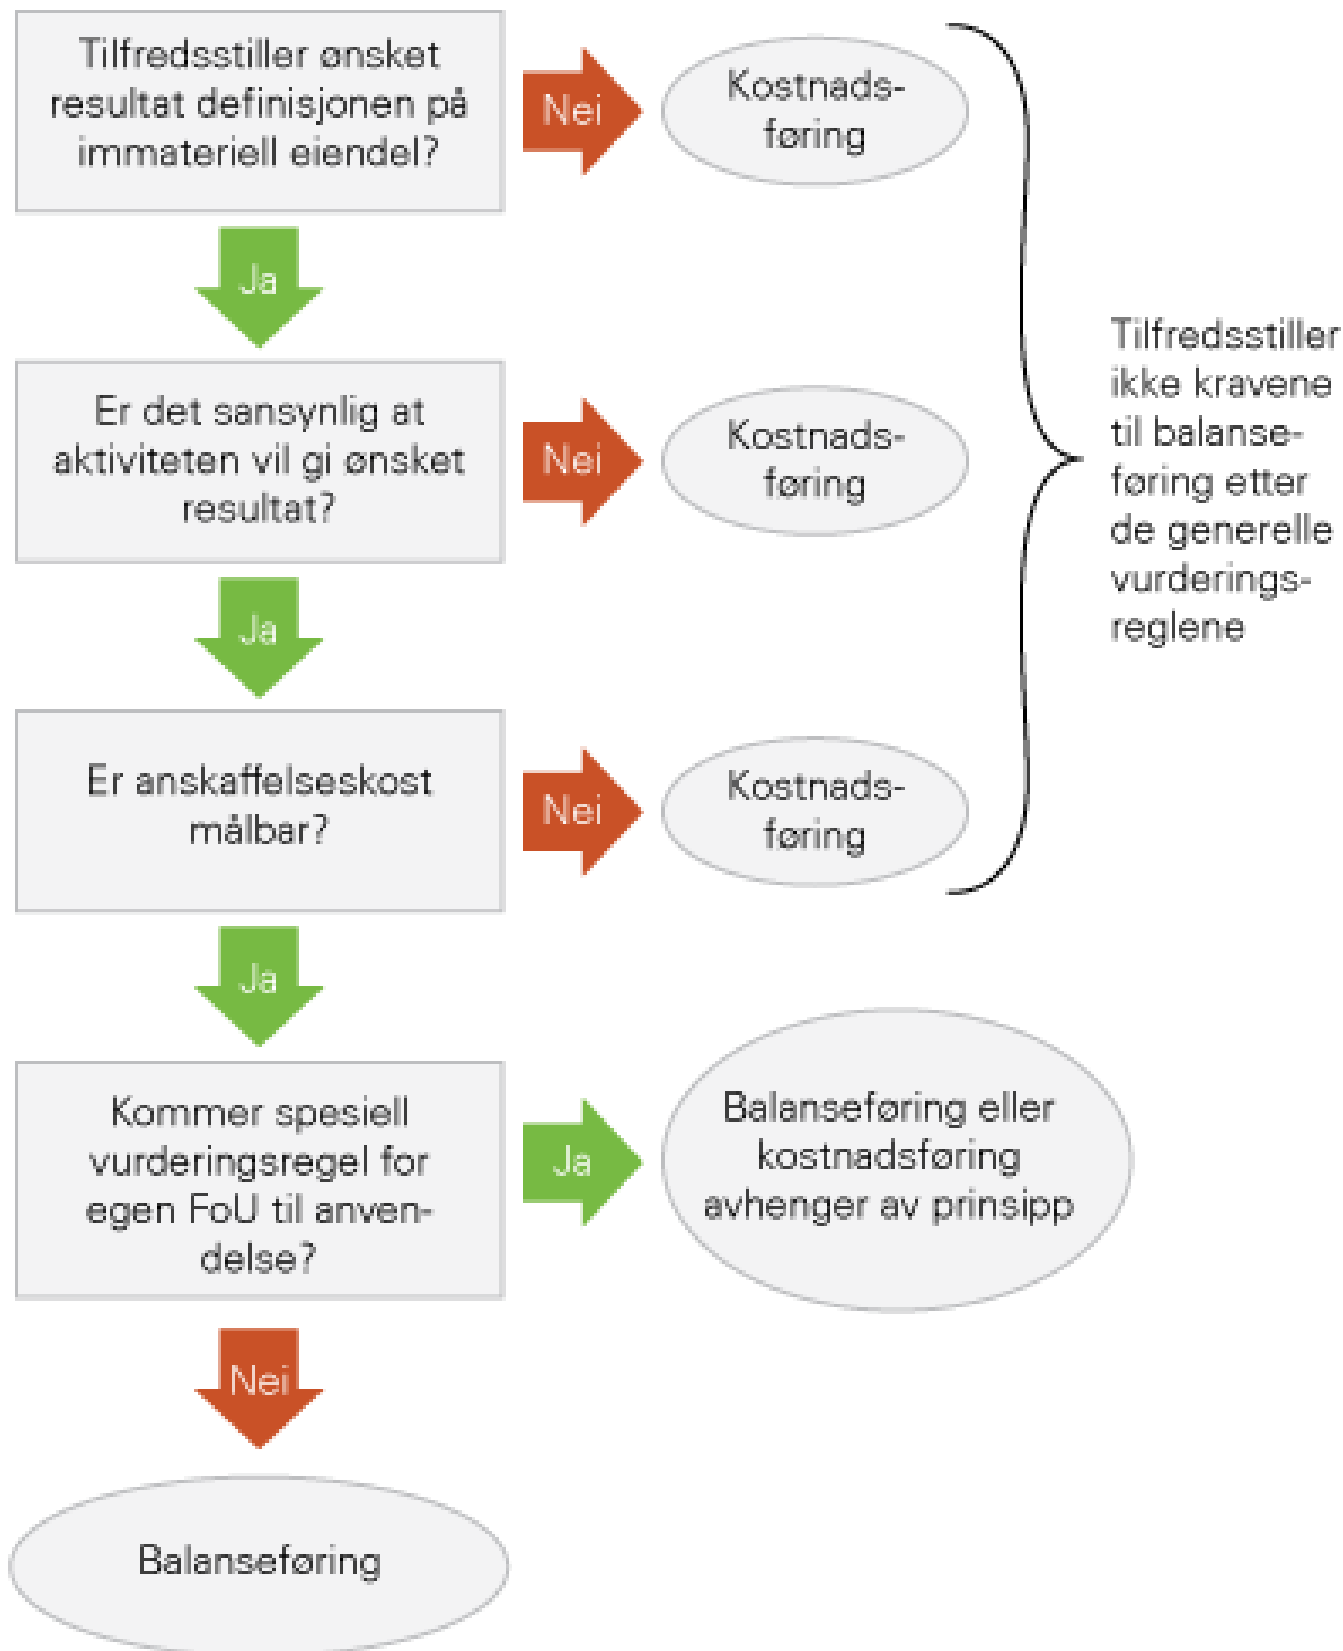 Tilfredsstiller ønsket
resultat definisjonen på
immateriell eiendel?
Nei
Kostnads-
føring
Ja
Er det sansynlig at
aktiviteten vil gi ønsket
resultat?
Nei
Kostnads-
føring
Ja
Er anskaffelseskost
målbar?
Nei
Kostnads-
føring
Tilfredsstiller
ikke kravene
til balanse-
føring etter
de generelle
vurderings-
reglene
Ja
Kommer spesiell
vurderingsregel for
egen FoU til anven-
delse?
Ja
Balanseføring eller
kostnadsføring
avhenger av prinsipp
Nei
Balanseføring